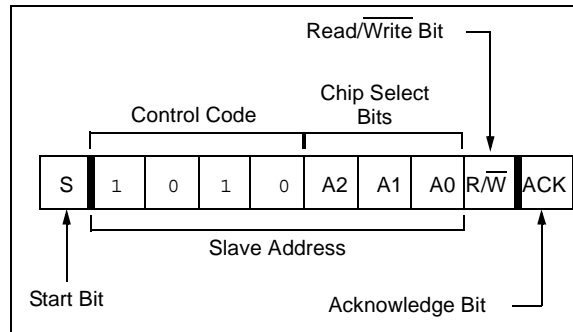 Read/Write Bit
Chip Select
Bits
Control Code
S 1 0 1 0 A2 A1 A0 R/W ACK
Slave Address
Start Bit
Acknowledge Bit